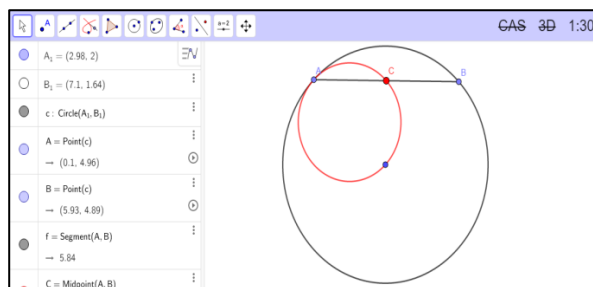 A
a=2
CAS 3D 1:30
A₁ = (2.98, 2)
B₁ = (7.1, 1.64)
c : Circle(A₁, B₁)
A = Point(c)
→ (0.1, 4.96)
B = Point(c)
→ (5.93, 4.89)
f = Segment(A, B)
→ 5.84
C = Midpoint(A, B)
A
C
B